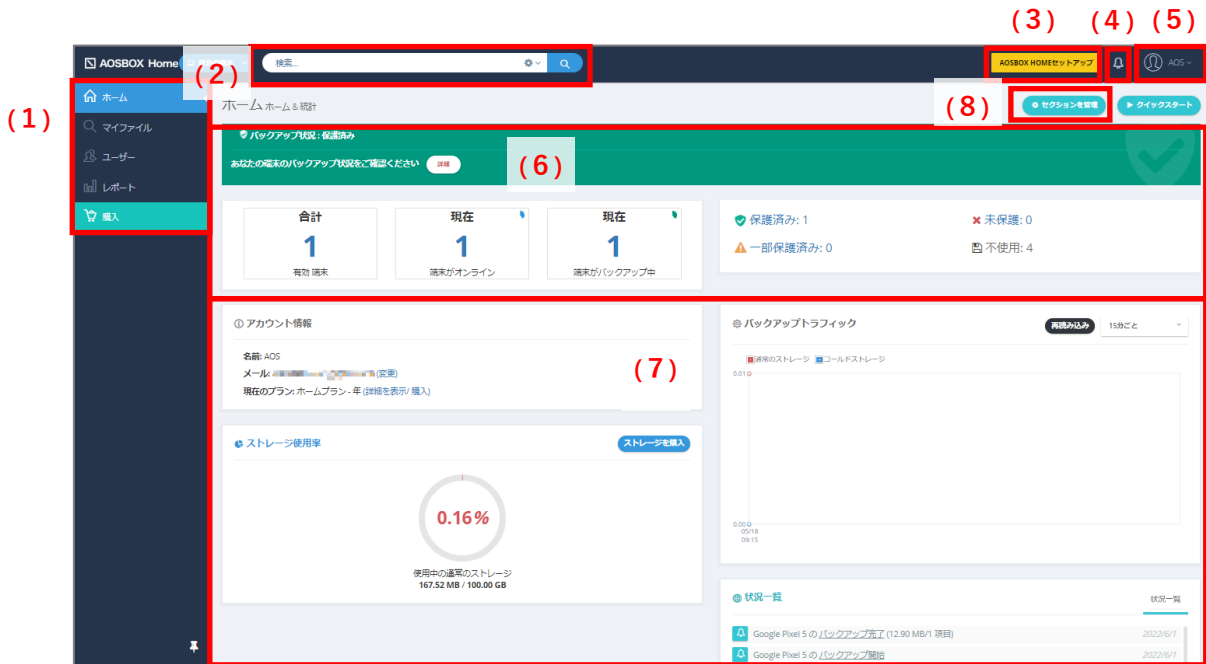 (3) (4) (5)
AOSBOX Home
(2)
検索...
AOSBOX HOMEセットアップ
AOS
(1)
ホーム
マイファイル
ユーザー
レポート
購入
ホーム ホーム & 統計
(8)
セクションを管理
クイックスタート
バックアップ状況 : 保護済み
あなたの端末のバックアップ状況をご確認ください 詳細
(6)
合計
1
有効 端末
現在
1
端末がオンライン
現在
1
端末がバックアップ中
保護済み: 1
未保護: 0
一部保護済み: 0
不使用: 4
アカウント情報
名前: AOS
メール: (変更)
現在のプラン: ホームプラン - 年 (詳細を表示/ 購入)
(7)
バックアップトラフィック
再読み込み
15分ごと
通常のストレージ コールドストレージ
0.01
0.00
05/18
09:15
ストレージ使用率
ストレージを購入
0.16%
使用中の通常のストレージ
167.52 MB / 100.00 GB
状況一覧
状況一覧
Google Pixel 5 の バックアップ完了 (12.90 MB/1 項目) 2022/6/1
Google Pixel 5 の バックアップ開始 2022/6/1